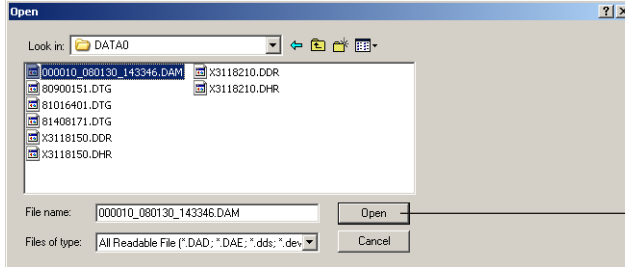 Open
Look in: DATA0
000010_080130_143346.DAM
80900151.DTG
81016401.DTG
81408171.DTG
X3118150.DDR
X3118150.DHR
X3118210.DDR
X3118210.DHR
File name: 000010_080130_143346.DAM Open
Files of type: All Readable File (*.DAD; *.DAE; *.dds; *.dev Cancel